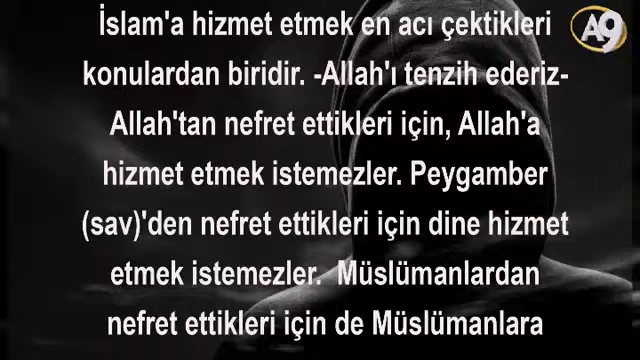 A9
İslam'a hizmet etmek en acı çektikleri
konulardan biridir. -Allah'ı tenzih ederiz-
Allah'tan nefret ettikleri için, Allah'a
hizmet etmek istemezler. Peygamber
(sav)'den nefret ettikleri için dine hizmet
etmek istemezler. Müslümanlardan
nefret ettikleri için de Müslümanlara